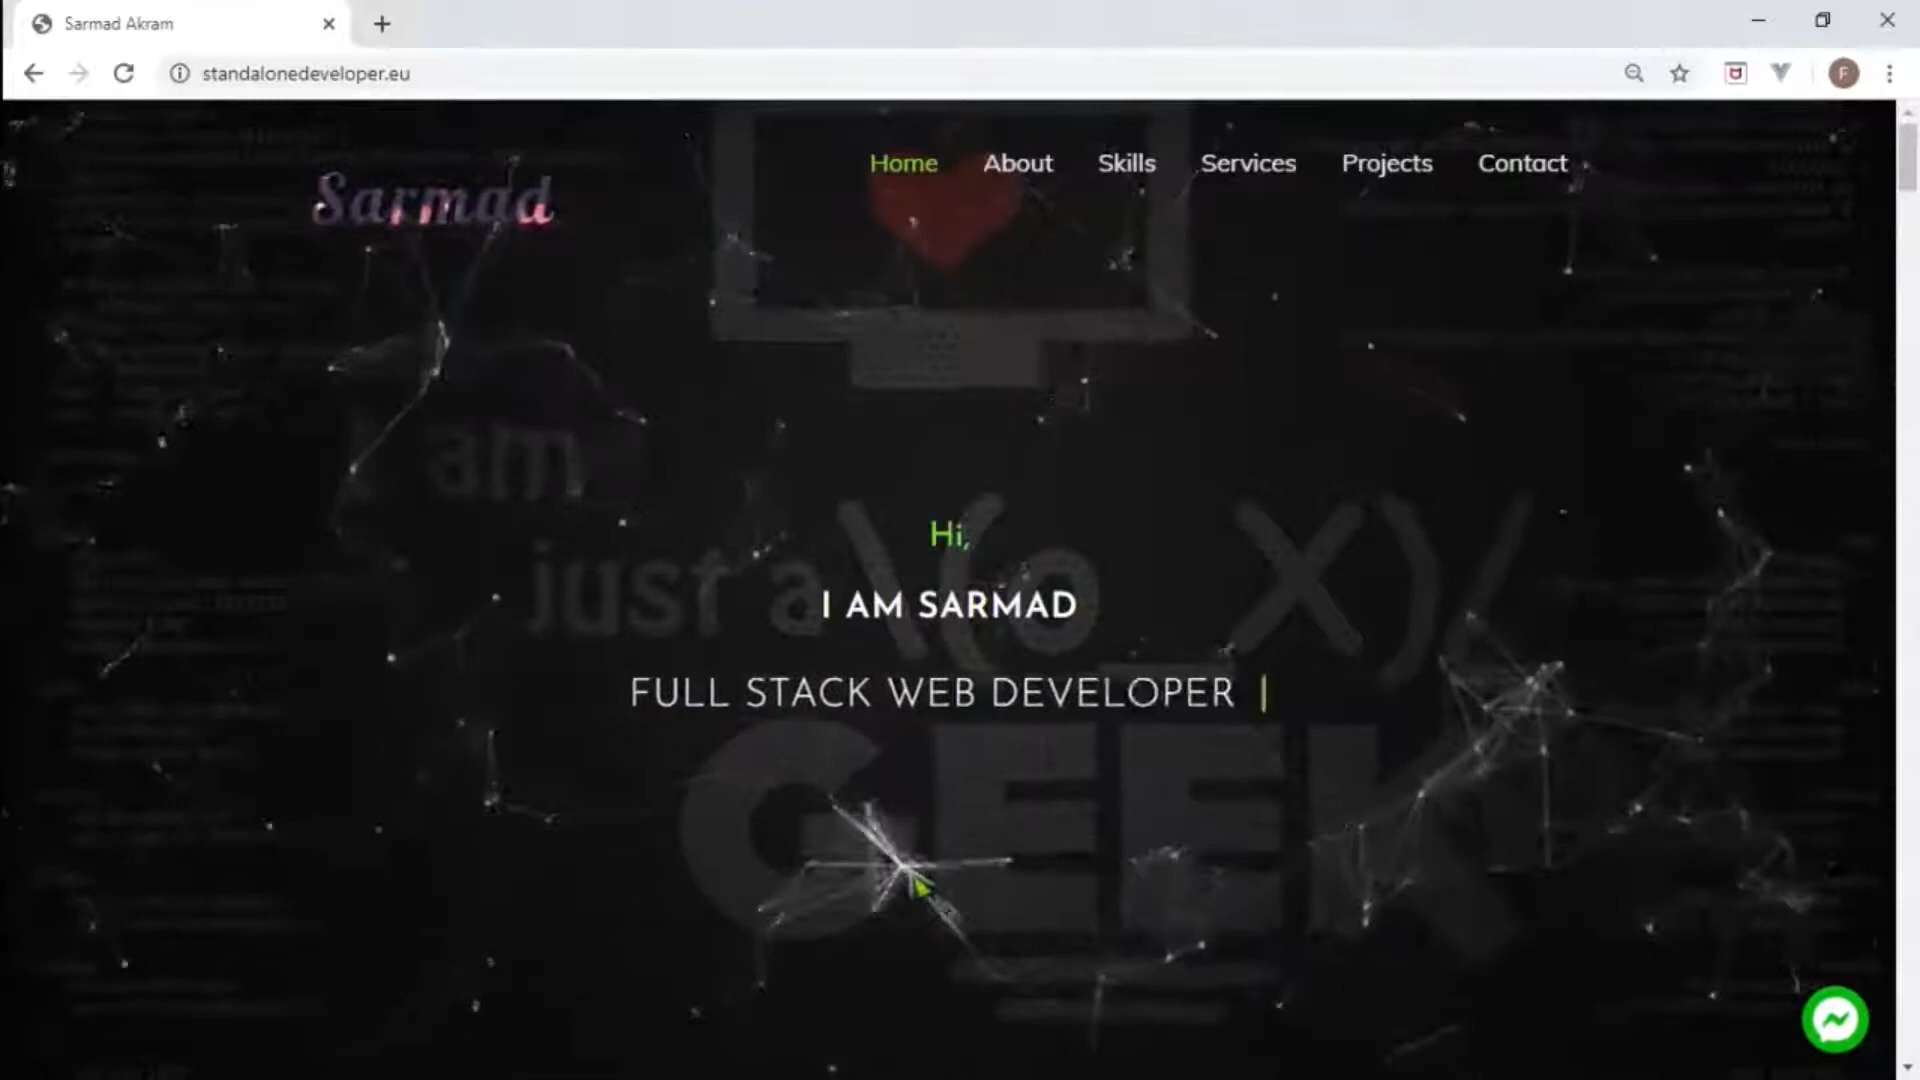 Sarmad Akram
standalonedeveloper.eu
F
Sarmad
Home About Skills Services Projects Contact
I am
just a \(o_X)/
GEEK
Hi,
I AM SARMAD
FULL STACK WEB DEVELOPER |